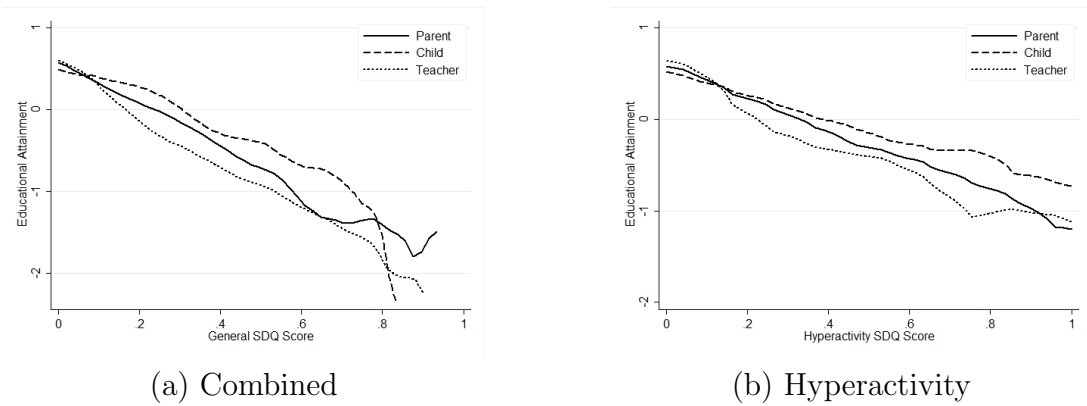 Parent
Child
Teacher
Educational Attainment
1
0
-1
-2
0 .2 .4 .6 .8 1
General SDQ Score
(a) Combined
Parent
Child
Teacher
Educational Attainment
1
0
-1
-2
0 .2 .4 .6 .8 1
Hyperactivity SDQ Score
(b) Hyperactivity